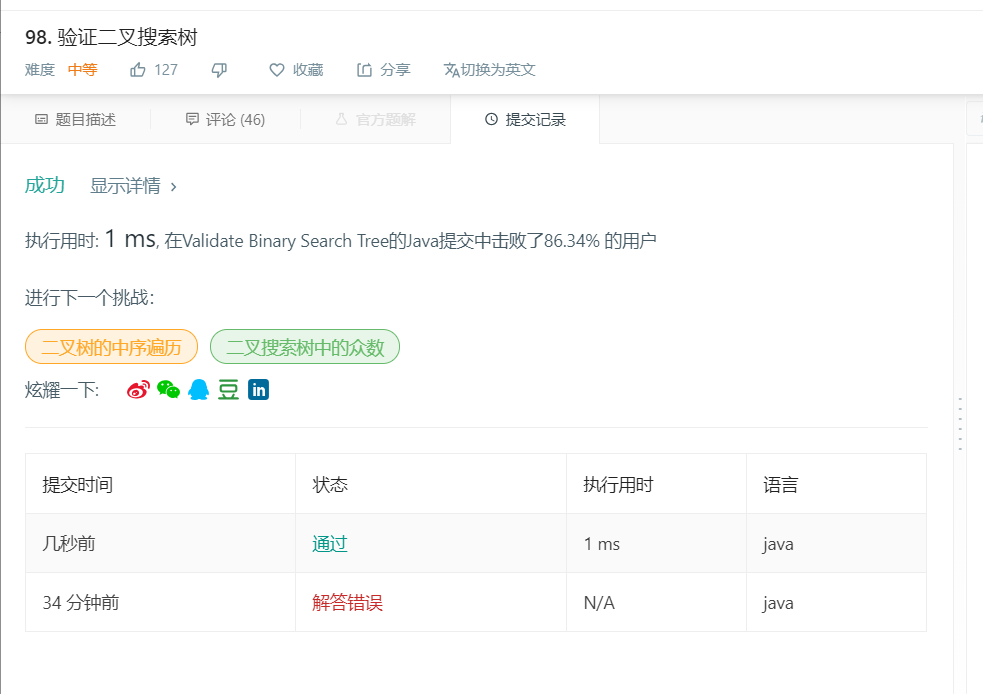 98. 验证二叉搜索树
难度 中等 127 收藏 分享 切换为英文
题目描述 评论 (46) 官方题解 提交记录
成功 显示详情 ›
执行用时: 1 ms, 在Validate Binary Search Tree的Java提交中击败了86.34% 的用户
进行下一个挑战:
二叉树的中序遍历 二叉搜索树中的众数
炫耀一下: 豆 in
提交时间 状态 执行用时 语言
几秒前 通过 1 ms java
34 分钟前 解答错误 N/A java